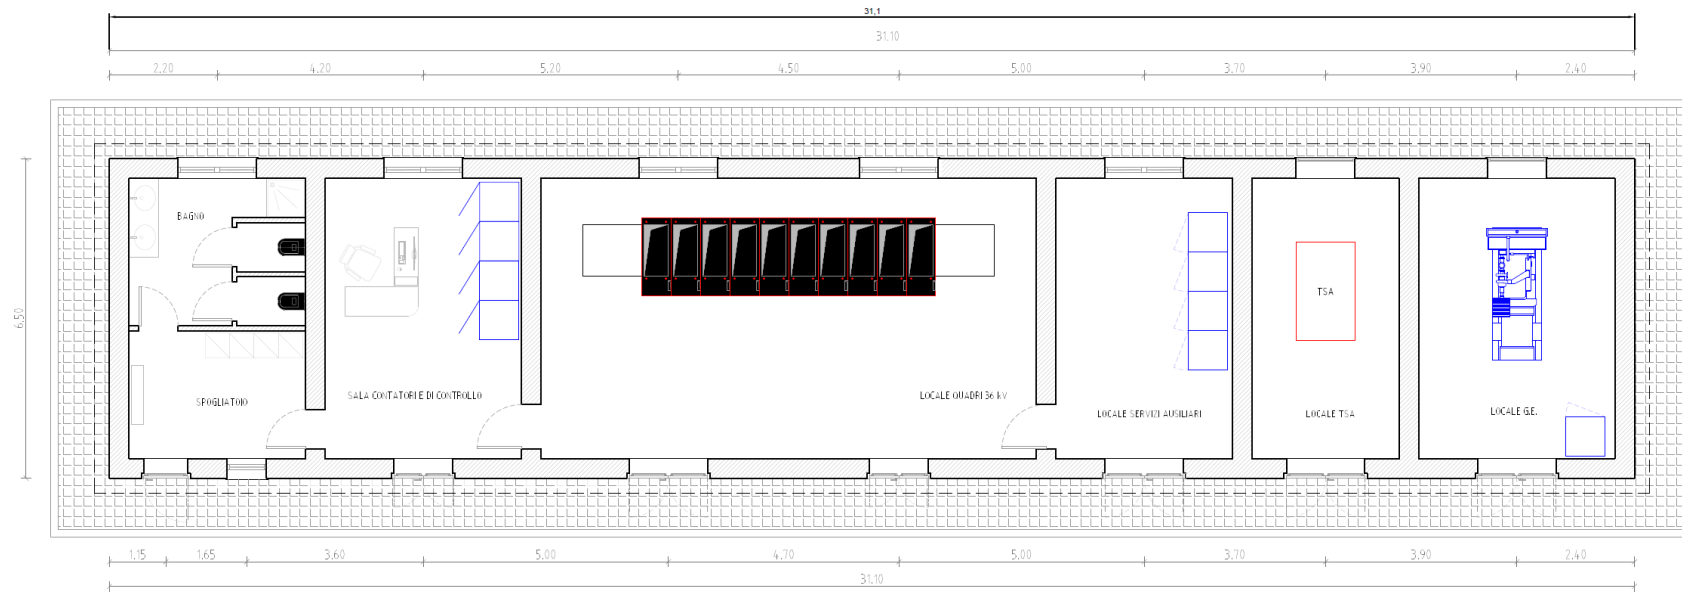 31,1
31.10
2.20 4.20 5.20 4.50 5.00 3.70 3.90 2.40
BAGNO
6.50
TSA
SPOGLIATOIO
SALA CONTATORI E DI CONTROLLO
LOCALE QUADRI 36 kV
LOCALE SERVIZI AUSILIARI
LOCALE TSA
LOCALE G.E.
1.15 1.65 3.60 5.00 4.70 5.00 3.70 3.90 2.40
31.10